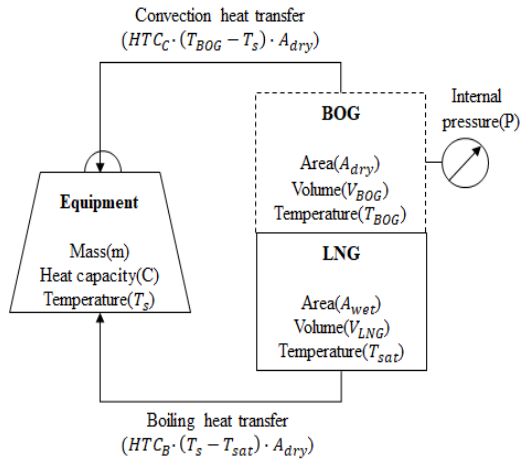 Convection heat transfer
(HTC_C·(T_BOG − T_s)·A_dry)
BOG
Area(A_dry)
Volume(V_BOG)
Temperature(T_BOG)
Internal
pressure(P)
Equipment
Mass(m)
Heat capacity(C)
Temperature(T_s)
LNG
Area(A_wet)
Volume(V_LNG)
Temperature(T_sat)
Boiling heat transfer
(HTC_B·(T_s − T_sat)·A_dry)